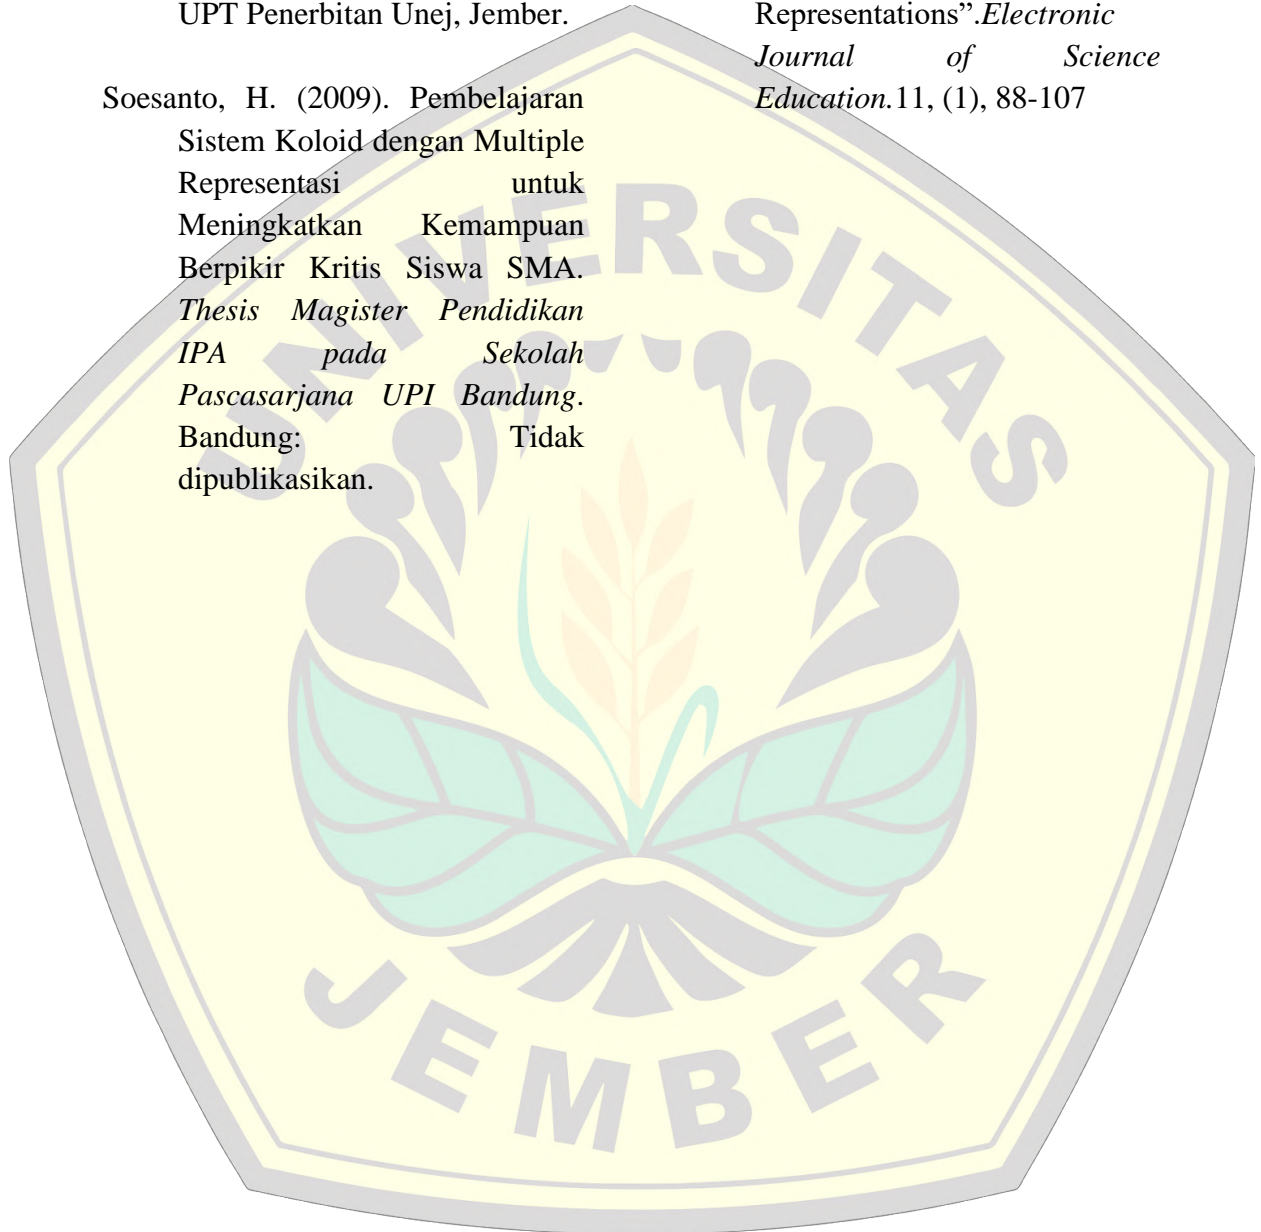 UPT Penerbitan Unej, Jember.
Soesanto, H. (2009). Pembelajaran
Sistem Koloid dengan Multiple
Representasi untuk
Meningkatkan Kemampuan
Berpikir Kritis Siswa SMA.
Thesis Magister Pendidikan
IPA pada Sekolah
Pascasarjana UPI Bandung.
Bandung: Tidak
dipublikasikan.
Representations”.Electronic
Journal of Science
Education.11, (1), 88-107
UNIVERSITAS
JEMBER